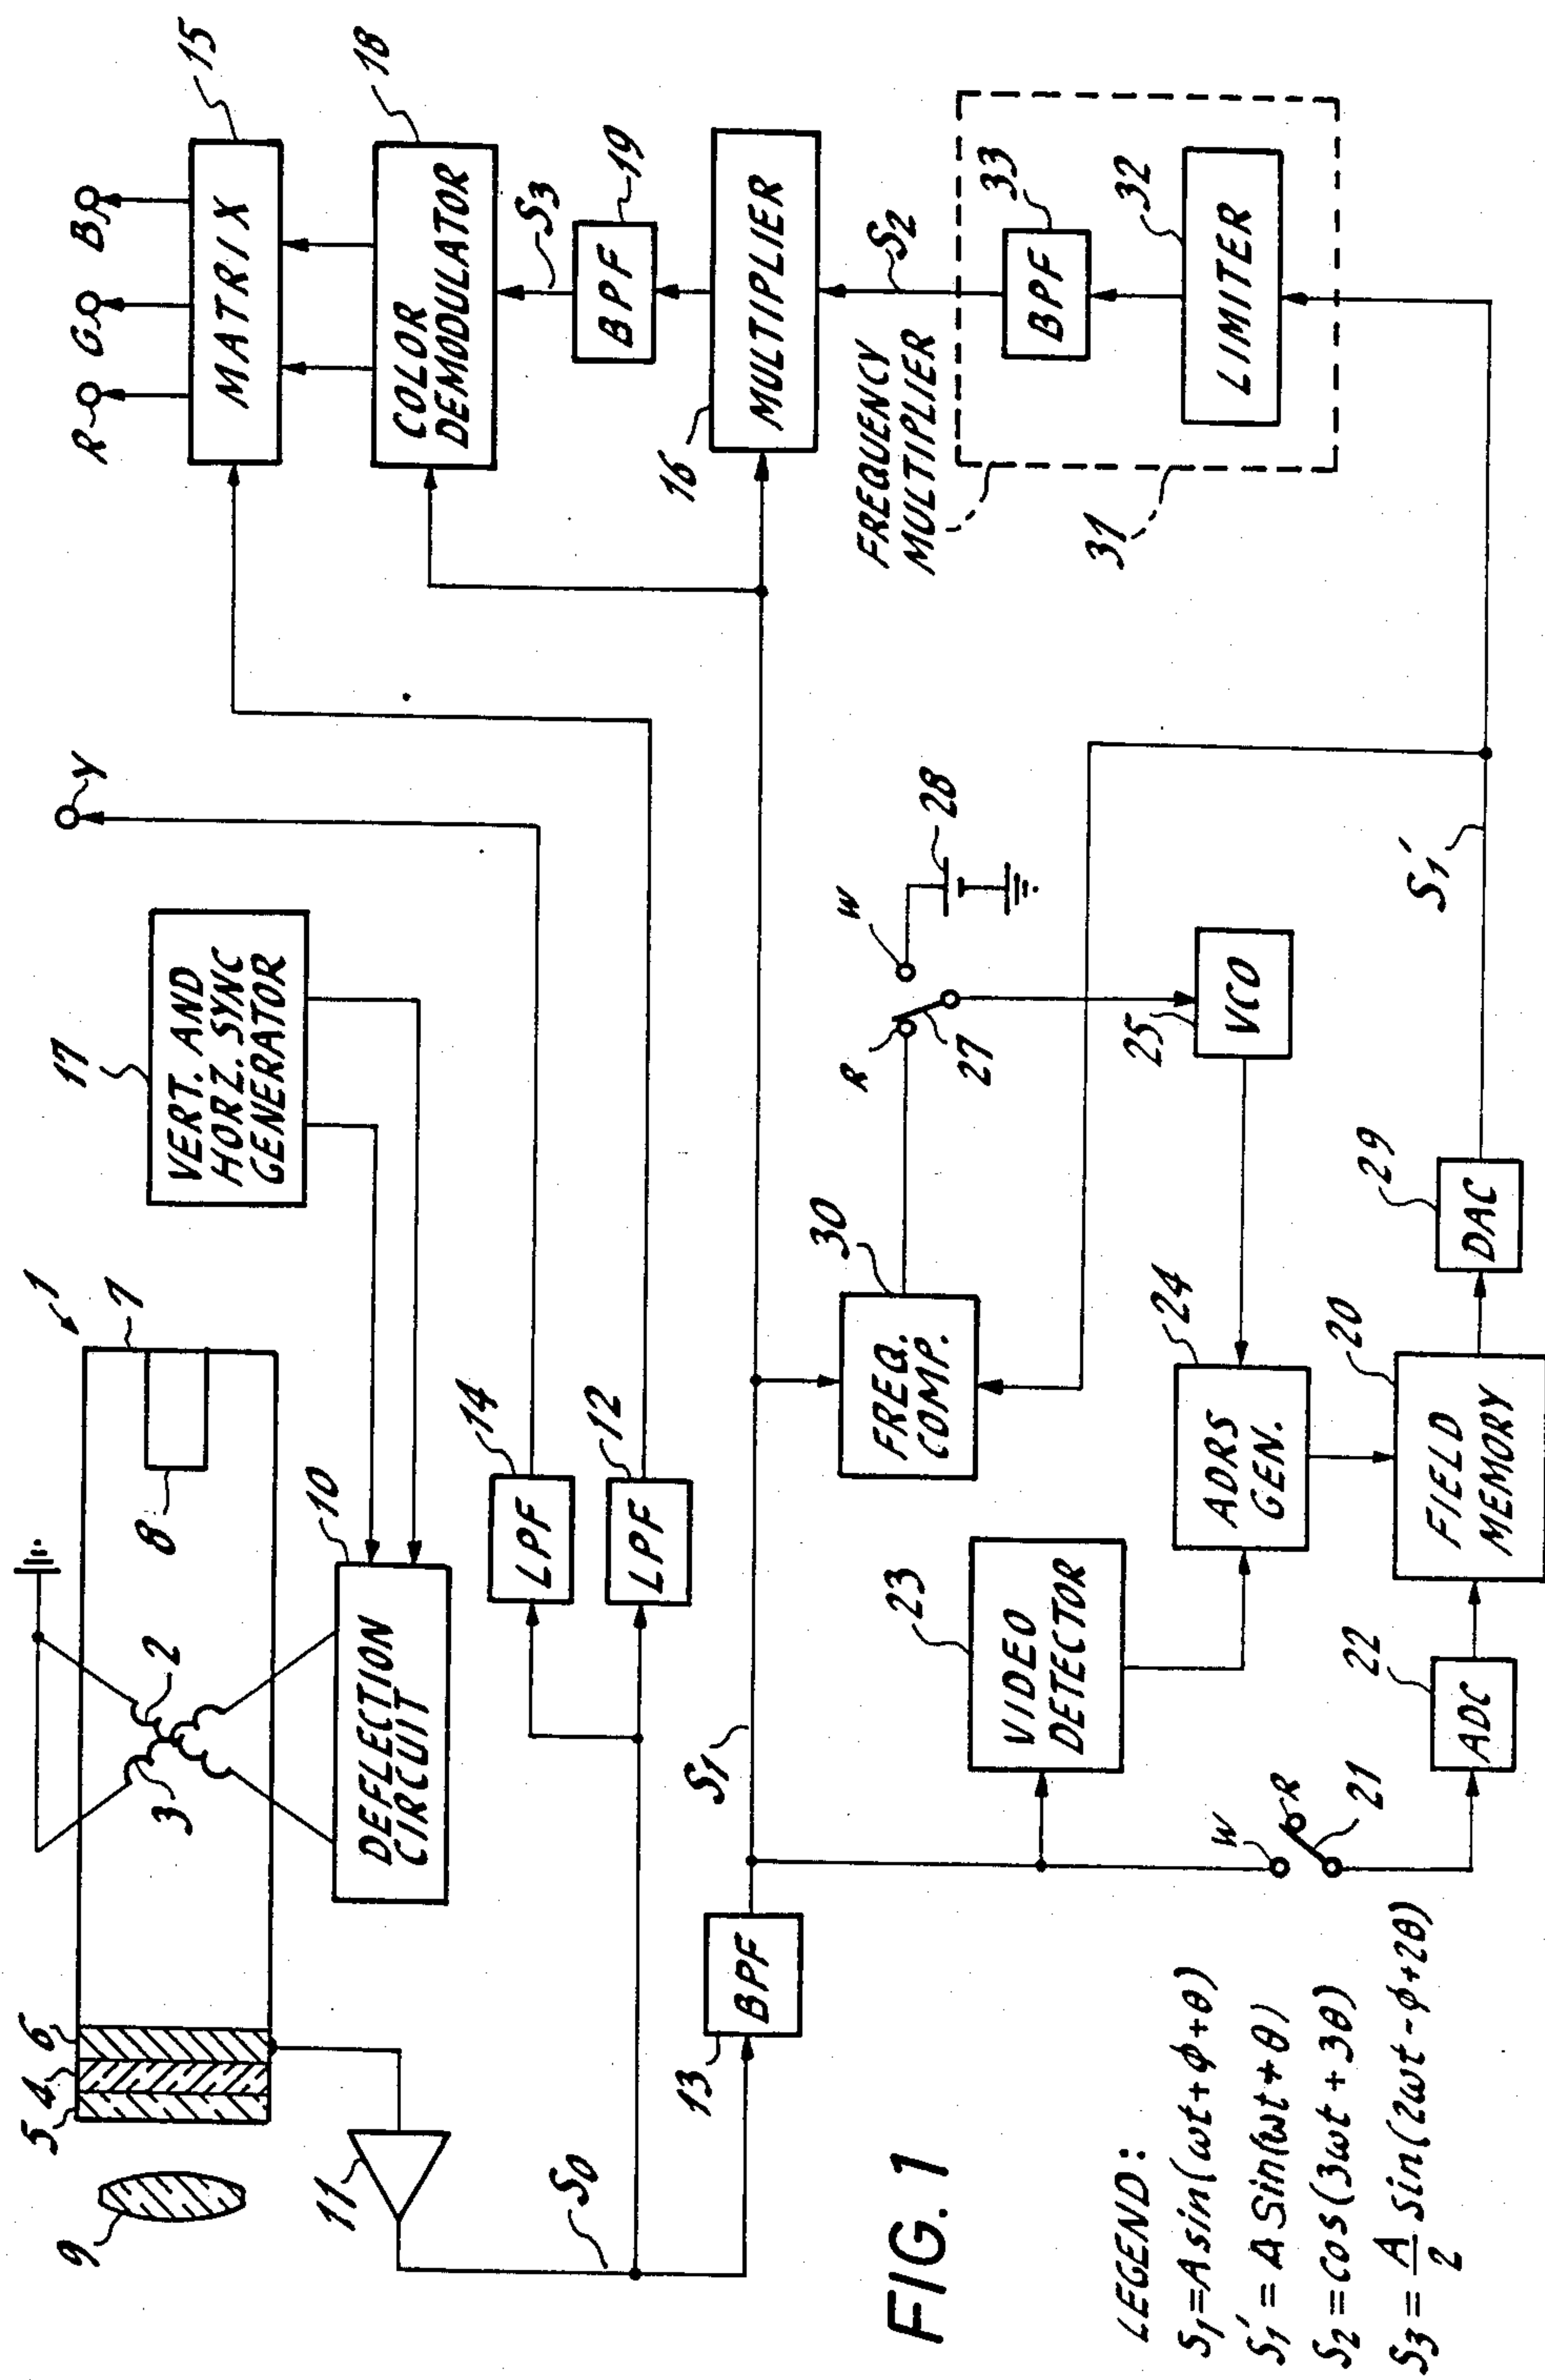 FIG. 1
1
7
8
2
3
6
4
5
9
10
DEFLECTION
CIRCUIT
17
VERT. AND
HORZ. SYNC
GENERATOR
11
S0
14
LPF
12
LPF
Y
13
BPF
S1
R
G
B
15
MATRIX
18
COLOR
DEMODULATOR
S3
19
BPF
16
MULTIPLIER
S2
FREQUENCY
MULTIPLIER
31
33
BPF
32
LIMITER
30
FREQ.
COMP.
R
W
27
28
25
VCO
23
VIDEO
DETECTOR
24
ADRS
GEN.
W
R
21
22
ADC
20
FIELD
MEMORY
29
DAC
S1'
LEGEND:
S1=A sin(ωt+ϕ+θ)
S1'=A Sin(ωt+θ)
S2=Cos(3ωt+3θ)
S3=A/2 Sin(2ωt-ϕ+2θ)